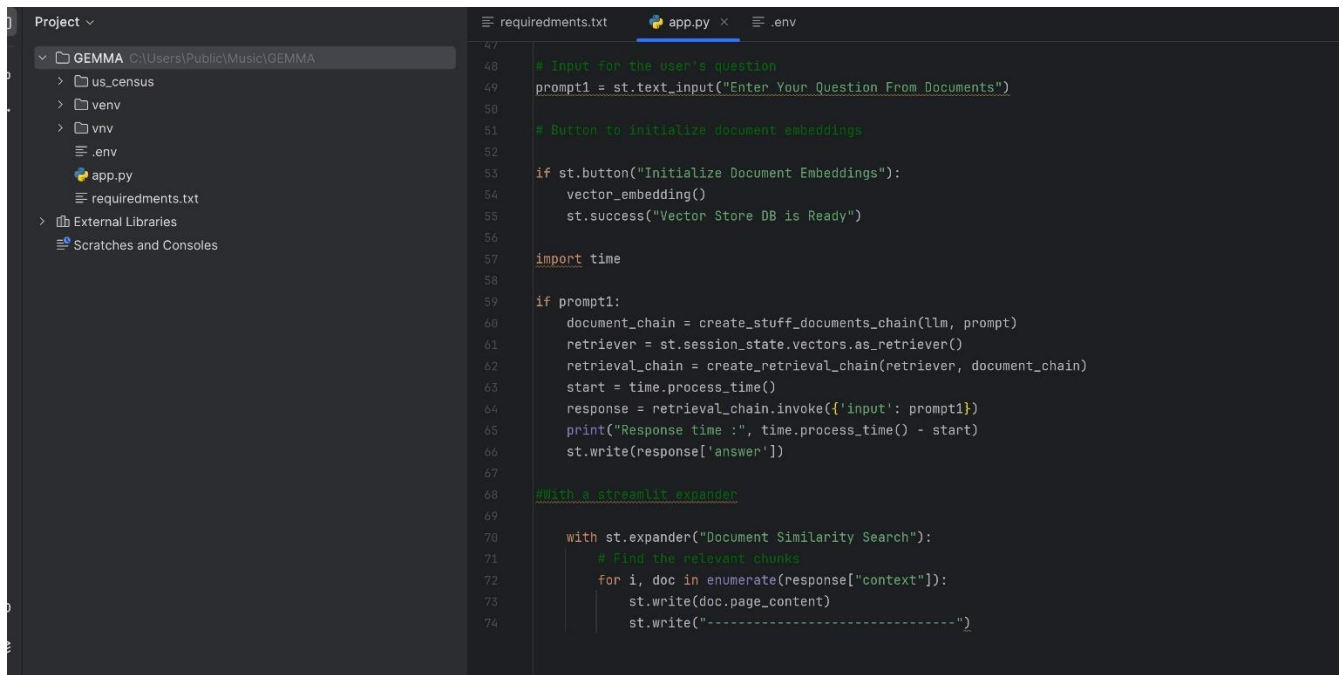 Project
GEMMA C:\Users\Public\Music\GEMMA
us_census
venv
vnv
.env
app.py
requiredments.txt
External Libraries
Scratches and Consoles
requiredments.txt app.py .env
47
48 # Input for the user's question
49 prompt1 = st.text_input("Enter Your Question From Documents")
50
51 # Button to initialize document embeddings
52
53 if st.button("Initialize Document Embeddings"):
54 vector_embedding()
55 st.success("Vector Store DB is Ready")
56
57 import time
58
59 if prompt1:
60 document_chain = create_stuff_documents_chain(llm, prompt)
61 retriever = st.session_state.vectors.as_retriever()
62 retrieval_chain = create_retrieval_chain(retriever, document_chain)
63 start = time.process_time()
64 response = retrieval_chain.invoke({'input': prompt1})
65 print("Response time :", time.process_time() - start)
66 st.write(response['answer'])
67
68 #With a streamlit expander
69
70 with st.expander("Document Similarity Search"):
71 # Find the relevant chunks
72 for i, doc in enumerate(response["context"]):
73 st.write(doc.page_content)
74 st.write("--------------------------------")